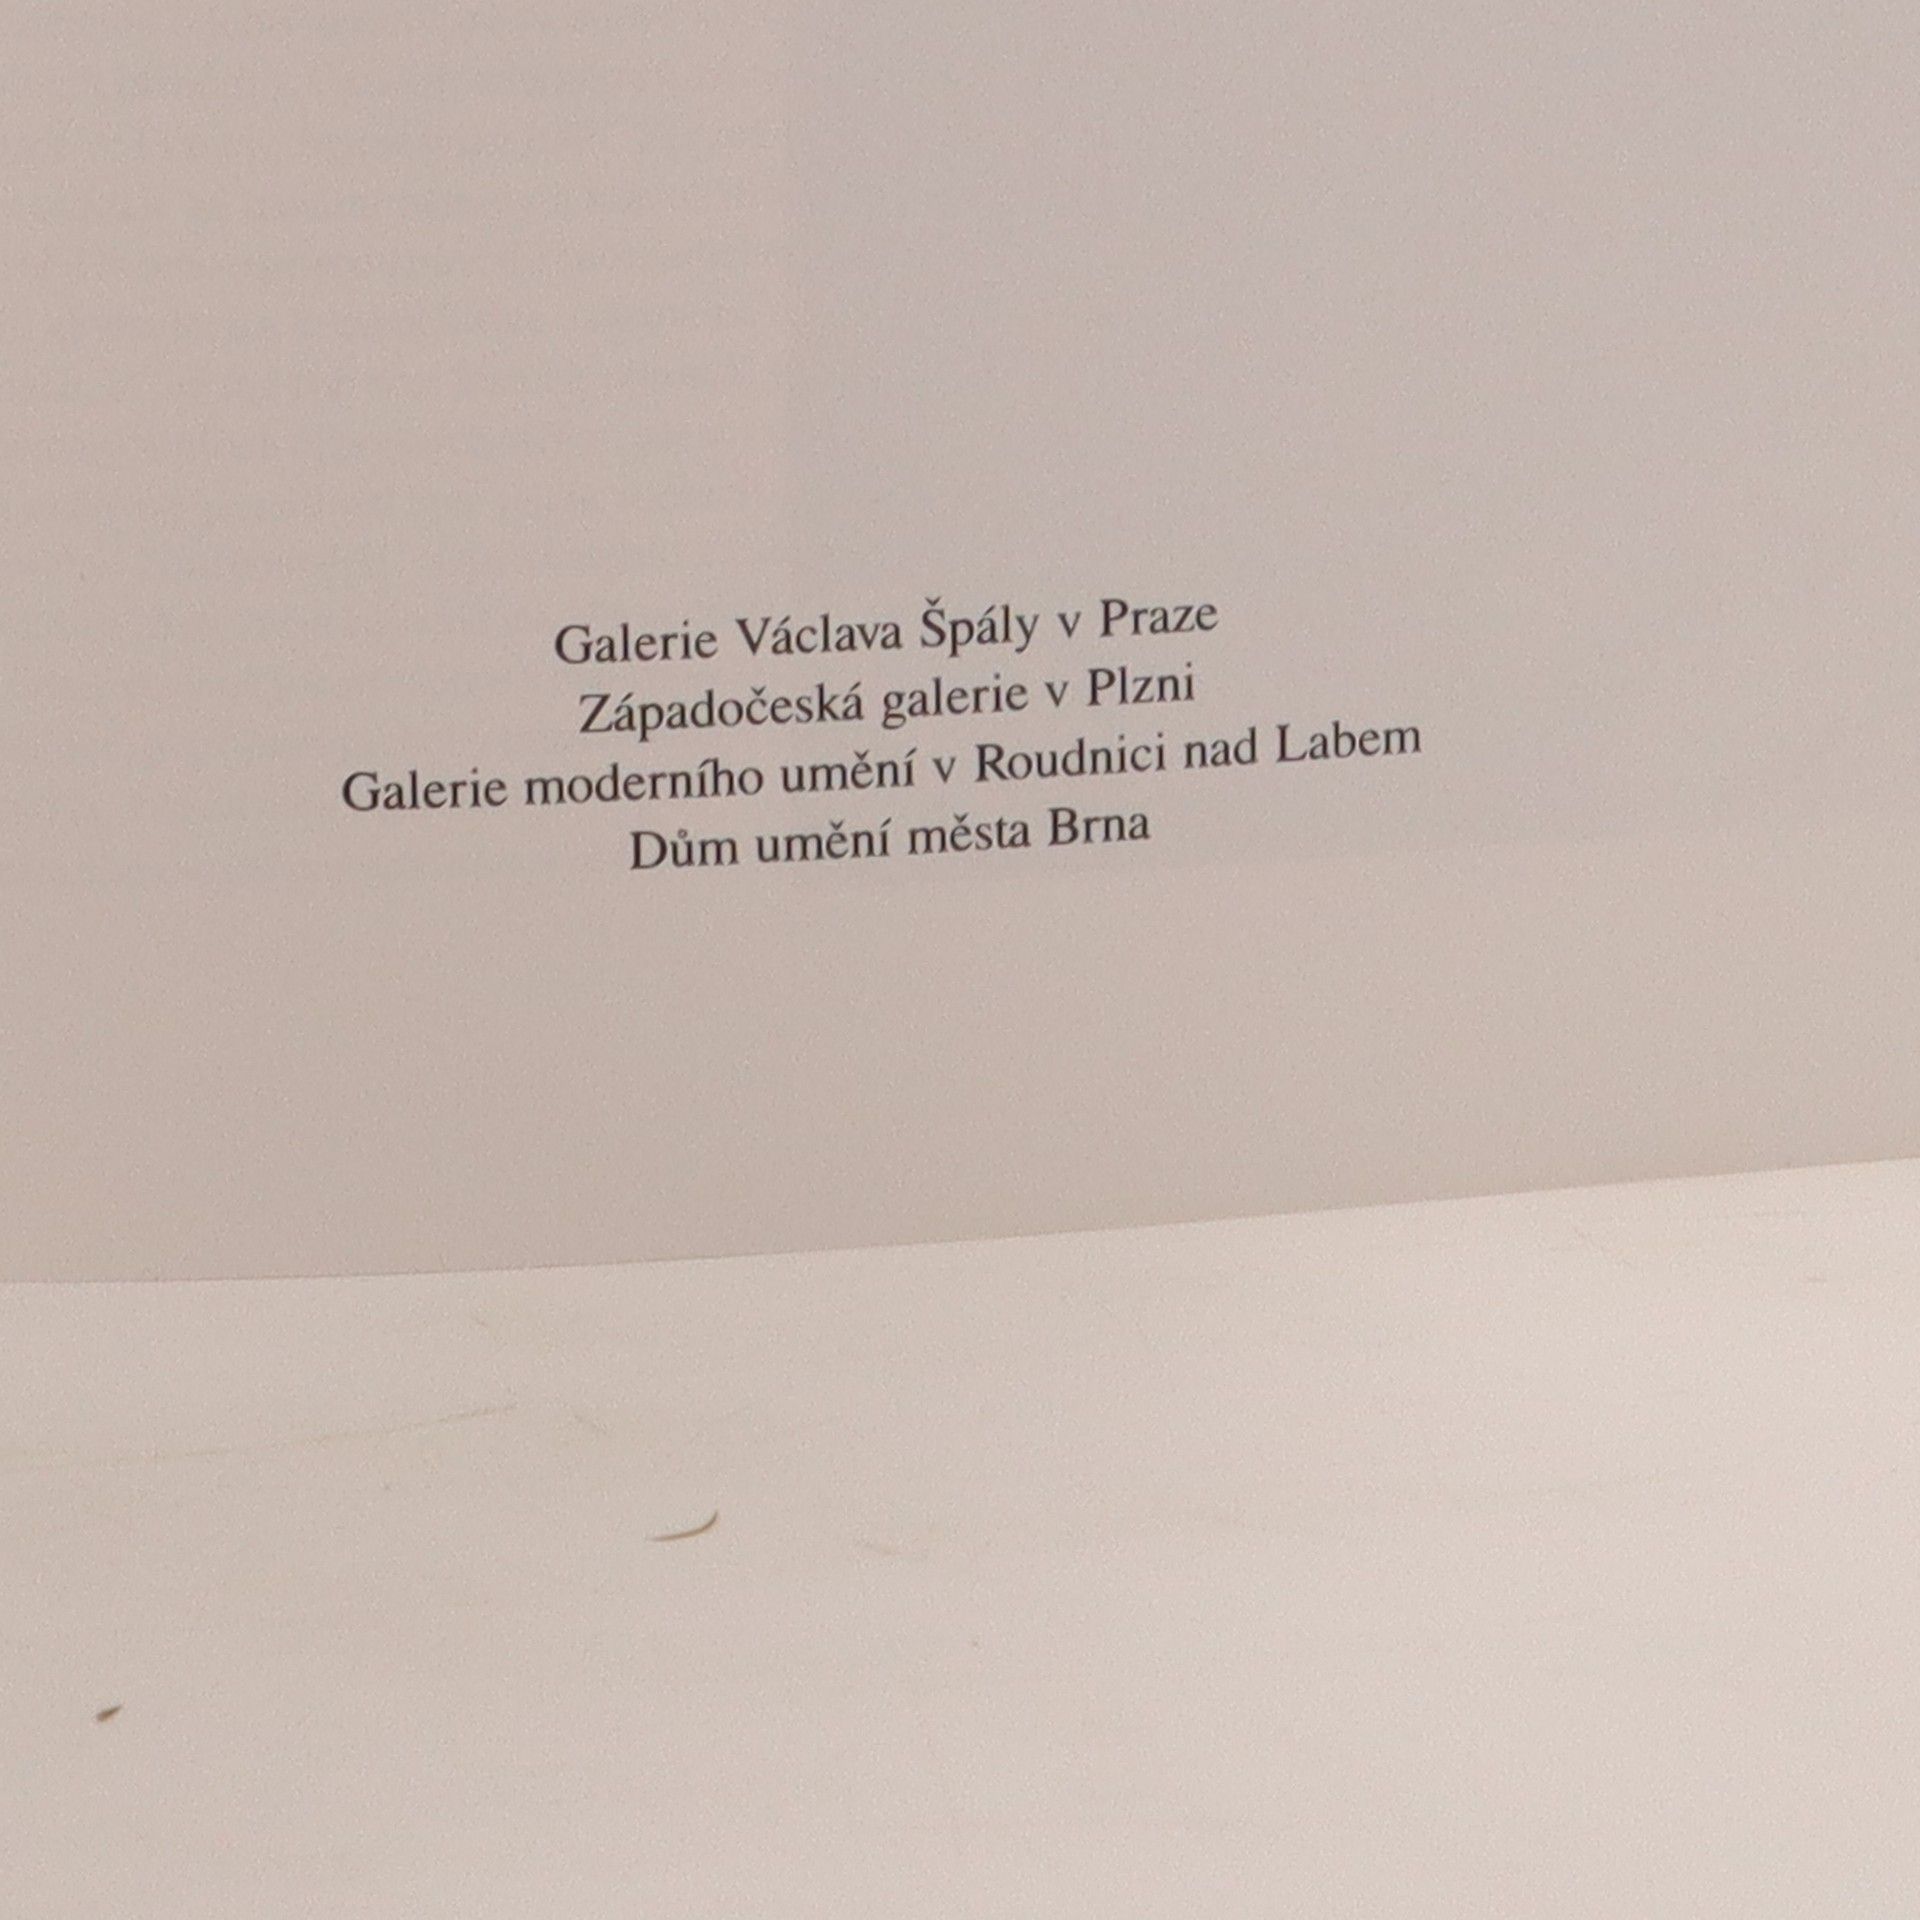 Galerie Václava Špály v Praze
Západočeská galerie v Plzni
Galerie moderního umění v Roudnici nad Labem
Dům umění města Brna